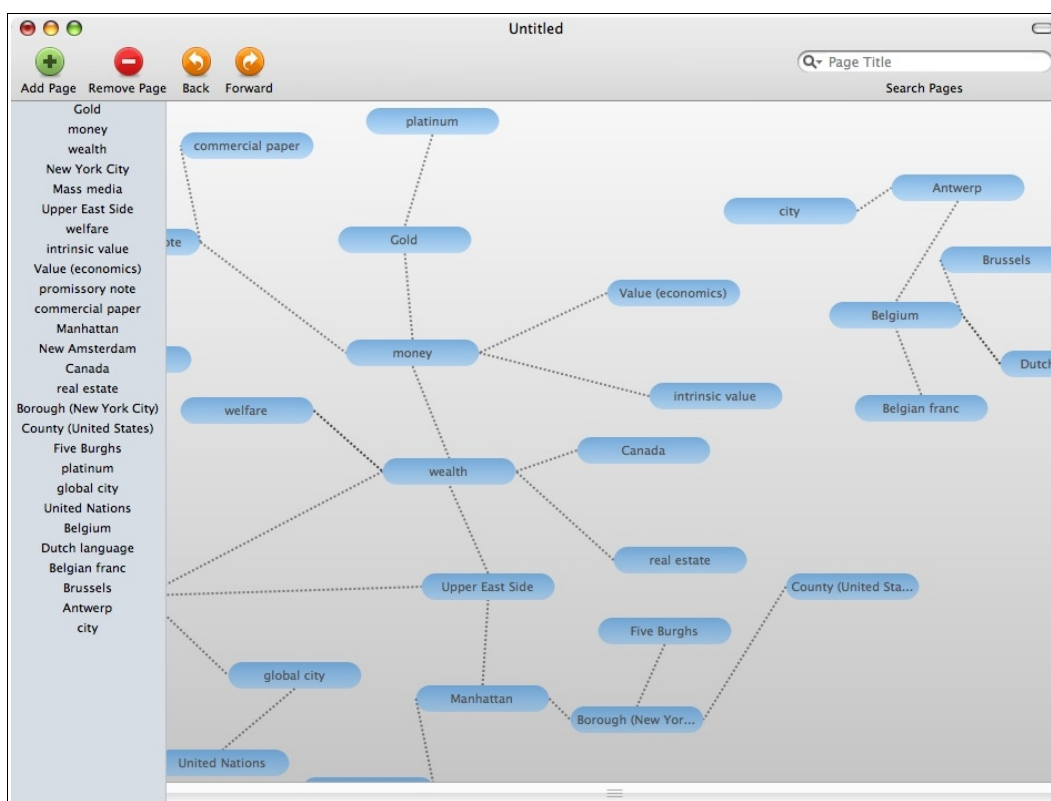 Untitled
Add Page Remove Page Back Forward
Page Title
Search Pages
Gold
money
wealth
New York City
Mass media
Upper East Side
welfare
intrinsic value
Value (economics)
promissory note
commercial paper
Manhattan
New Amsterdam
Canada
real estate
Borough (New York City)
County (United States)
Five Burghs
platinum
global city
United Nations
Belgium
Dutch language
Belgian franc
Brussels
Antwerp
city
platinum
commercial paper
Antwerp
city
Gold
ote
Brussels
Value (economics)
Belgium
money
Dutch
intrinsic value
welfare
Belgian franc
Canada
wealth
real estate
Upper East Side
County (United Sta...
Five Burghs
global city
Manhattan
Borough (New Yor...
United Nations